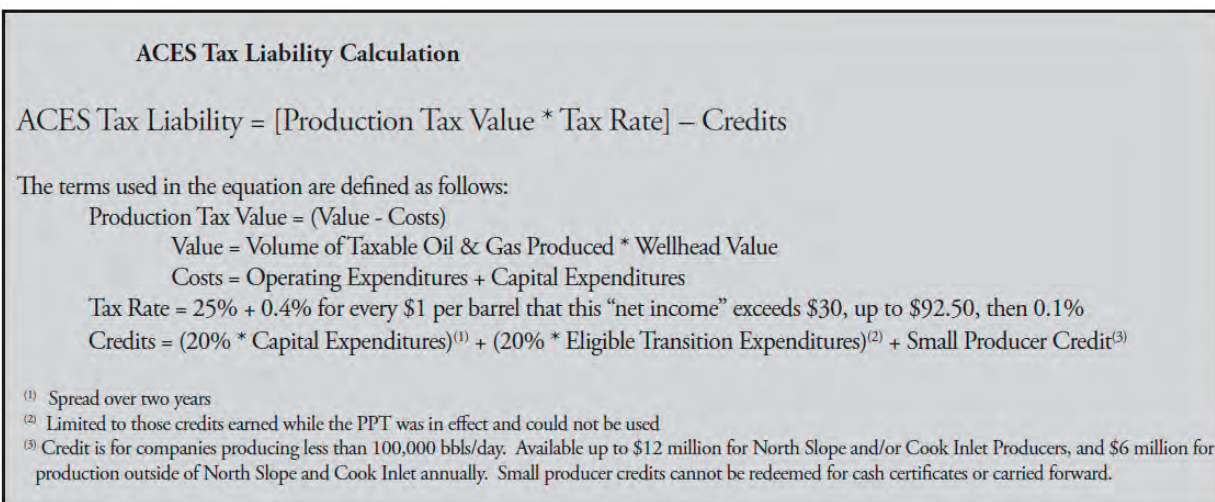 ACES Tax Liability Calculation
ACES Tax Liability = [Production Tax Value * Tax Rate] – Credits
The terms used in the equation are defined as follows:
Production Tax Value = (Value - Costs)
Value = Volume of Taxable Oil & Gas Produced * Wellhead Value
Costs = Operating Expenditures + Capital Expenditures
Tax Rate = 25% + 0.4% for every $1 per barrel that this “net income” exceeds $30, up to $92.50, then 0.1%
Credits = (20% * Capital Expenditures)(1) + (20% * Eligible Transition Expenditures)(2) + Small Producer Credit(3)
(1) Spread over two years
(2) Limited to those credits earned while the PPT was in effect and could not be used
(3) Credit is for companies producing less than 100,000 bbls/day. Available up to $12 million for North Slope and/or Cook Inlet Producers, and $6 million for
production outside of North Slope and Cook Inlet annually. Small producer credits cannot be redeemed for cash certificates or carried forward.